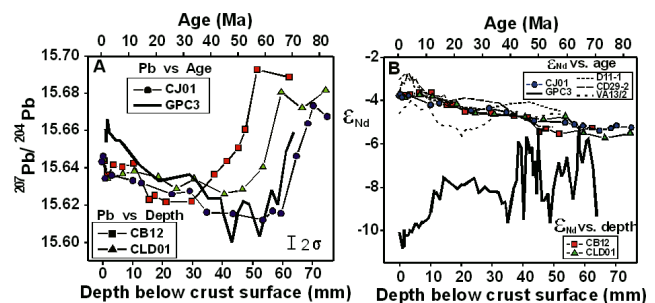 Age (Ma)
0 10 20 30 40 50 60 70 80
A
Pb vs Age
CJ01
GPC3
15.70
15.68
15.66
15.64
15.62
15.60
207Pb/ 204Pb
Pb vs Depth
CB12
CLD01
I 2σ
0 10 20 30 40 50 60 70
Depth below crust surface (mm)
Age (Ma)
0 10 20 30 40 50 60 70 80
B
εNd vs. age
CJ01
GPC3
D11-1
CD29-2
VA13/2
-2
-4
-6
-8
-10
εNd
εNd vs.depth
CB12
CLD01
0 10 20 30 40 50 60 70
Depth below crust surface (mm)